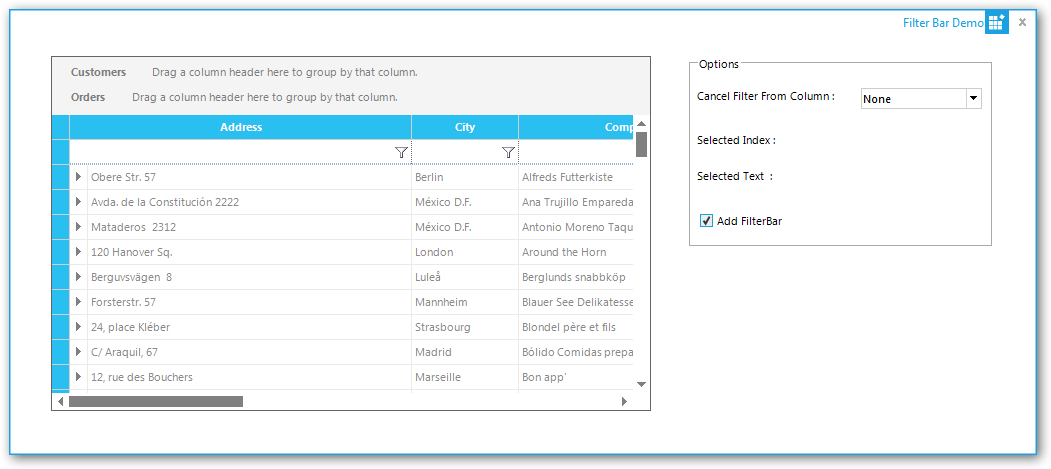 Filter Bar Demo
Customers Drag a column header here to group by that column.
Orders Drag a column header here to group by that column.
Address City Comp
Obere Str. 57 Berlin Alfreds Futterkiste
Avda. de la Constitución 2222 México D.F. Ana Trujillo Empareda
Mataderos 2312 México D.F. Antonio Moreno Taqu
120 Hanover Sq. London Around the Horn
Berguvsvägen 8 Luleå Berglunds snabbköp
Forsterstr. 57 Mannheim Blauer See Delikatesse
24, place Kléber Strasbourg Blondel père et fils
C/ Araquil, 67 Madrid Bólido Comidas prepa
12, rue des Bouchers Marseille Bon app'
Options
Cancel Filter From Column : None
Selected Index :
Selected Text :
Add FilterBar